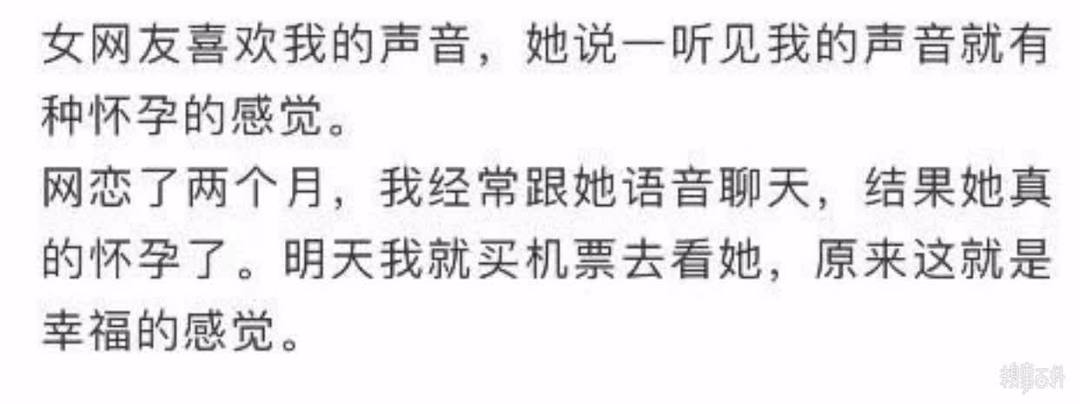 女网友喜欢我的声音，她说一听见我的声音就有
种怀孕的感觉。
网恋了两个月，我经常跟她语音聊天，结果她真
的怀孕了。明天我就买机票去看她，原来这就是
幸福的感觉。